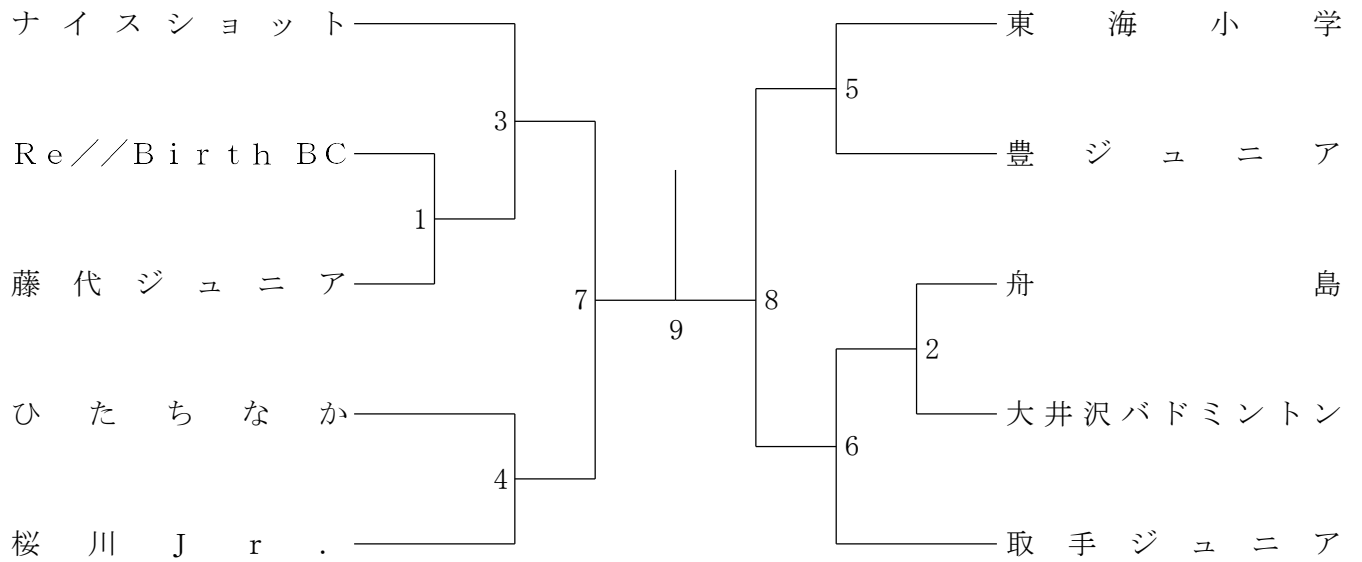 ナイスショット
Re//Birth BC
藤代ジュニア
ひたちなか
桜川Jr.
3
1
7
4
9
東海小学
豊ジュニア
舟島
大井沢バドミントン
取手ジュニア
5
8
2
6